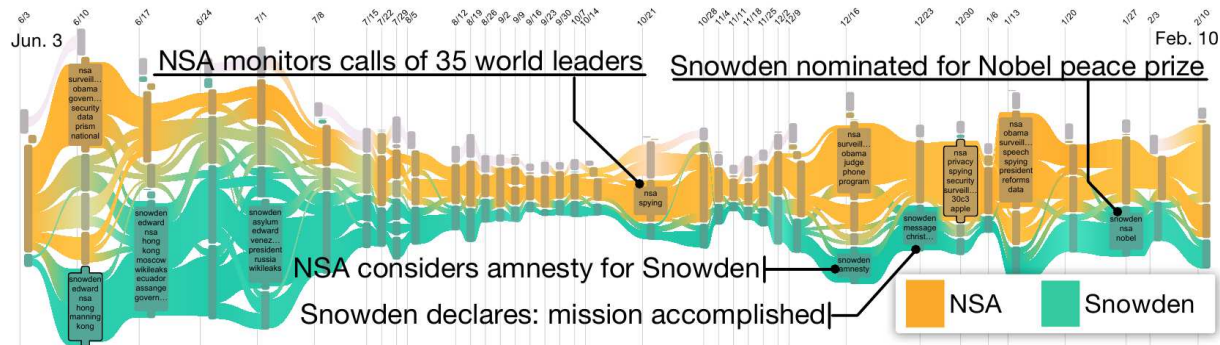 6/3
6/10
6/17
6/24
7/1
7/8
7/15
7/22
7/29
8/5
8/12
8/19
8/26
9/2
9/9
9/16
9/23
9/30
10/7
10/14
10/21
10/28
11/4
11/11
11/18
11/25
12/2
12/9
12/16
12/23
12/30
1/6
1/13
1/20
1/27
2/3
2/10
Jun. 3
Feb. 10
NSA monitors calls of 35 world leaders
Snowden nominated for Nobel peace prize
nsa
surveill...
obama
govern...
security
data
prism
national
snowden
edward
nsa
hong
manning
kong
snowden
edward
nsa
hong
kong
moscow
wikileaks
ecuador
assange
govern...
snowden
asylum
edward
venez...
president
russia
wikileaks
nsa
spying
nsa
surveill...
obama
judge
phone
program
snowden
amnesty
snowden
message
christ...
nsa
privacy
spying
security
surveill...
30c3
apple
nsa
obama
surveill...
speech
spying
president
reforms
data
snowden
nsa
nobel
NSA considers amnesty for Snowden
Snowden declares: mission accomplished
NSA
Snowden